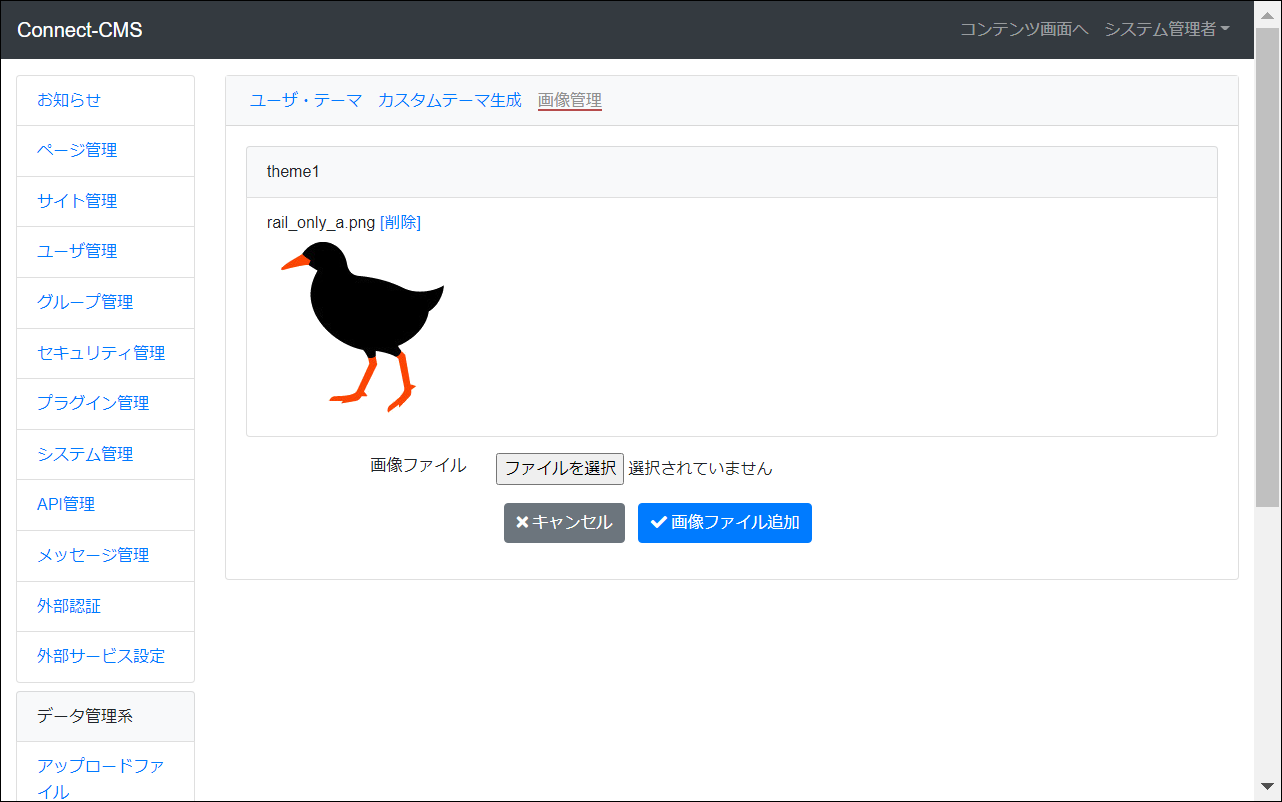 Connect-CMS
コンテンツ画面へ システム管理者
お知らせ
ページ管理
サイト管理
ユーザ管理
グループ管理
セキュリティ管理
プラグイン管理
システム管理
API管理
メッセージ管理
外部認証
外部サービス設定
データ管理系
アップロードファ
イル
ユーザ・テーマ カスタムテーマ生成 画像管理
theme1
rail_only_a.png [削除]
画像ファイル ファイルを選択 選択されていません
キャンセル 画像ファイル追加